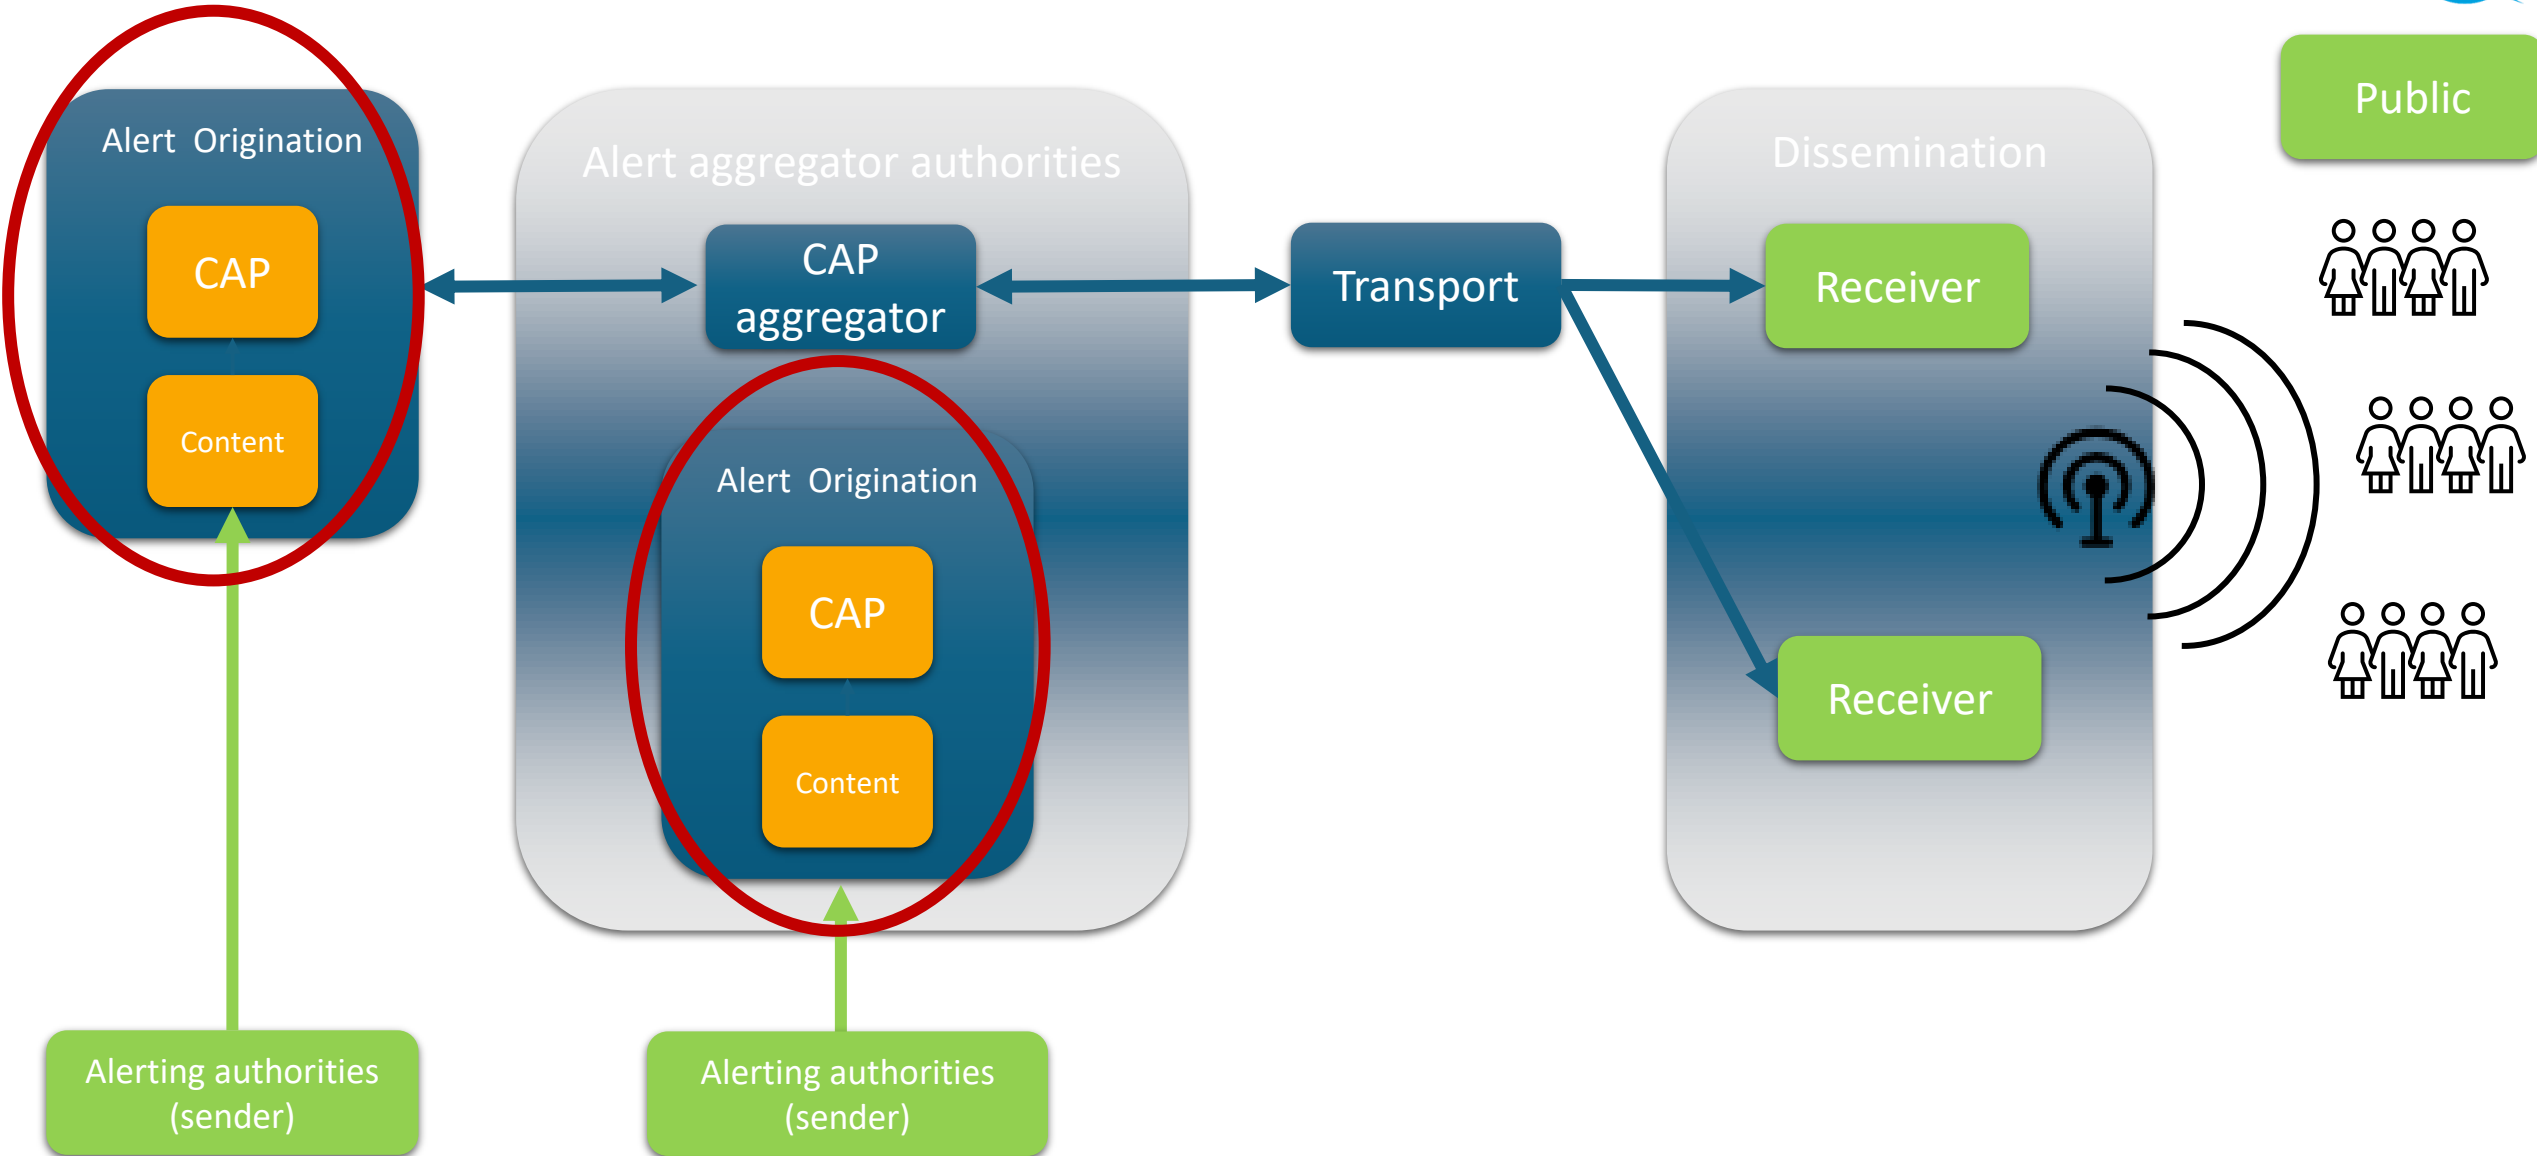 Public
Alert Origination
CAP
Content
Alert aggregator authorities
CAP
aggregator
Alert Origination
CAP
Content
Transport
Dissemination
Receiver
Receiver
Alerting authorities
(sender)
Alerting authorities
(sender)